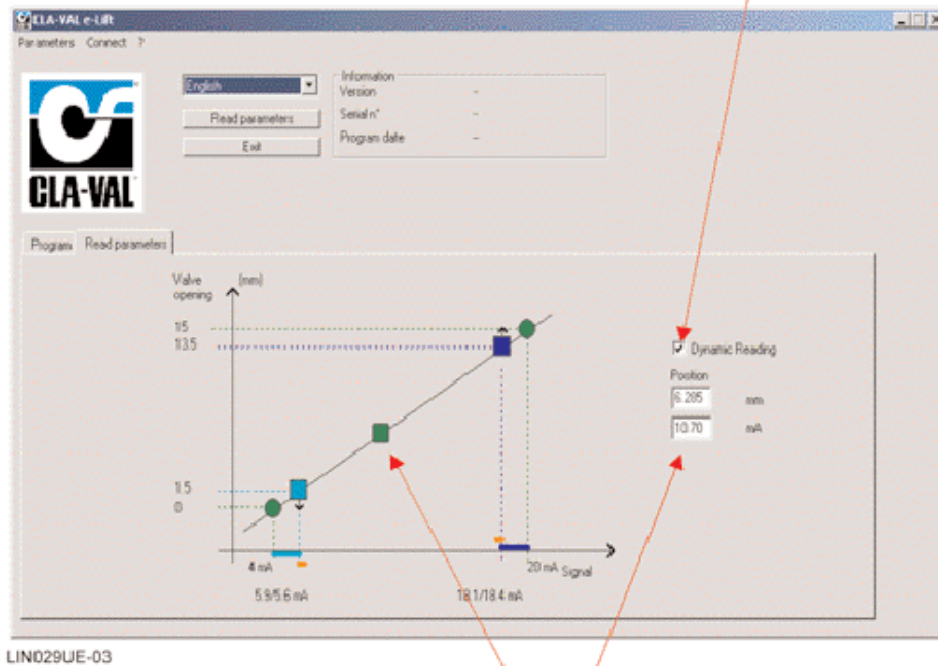 CLA-VAL e-Lift
Parameters Connect ?
English
Read parameters
Exit
Information
Version -
Serial n° -
Program date -
CLA-VAL
Program Read parameters
Valve opening (mm)
15
13.5
1.5
0
4 mA
20 mA Signal
5.9/5.6 mA
18.1/18.4 mA
Dynamic Reading
Position
6.285 mm
10.70 mA
LIN029UE-03